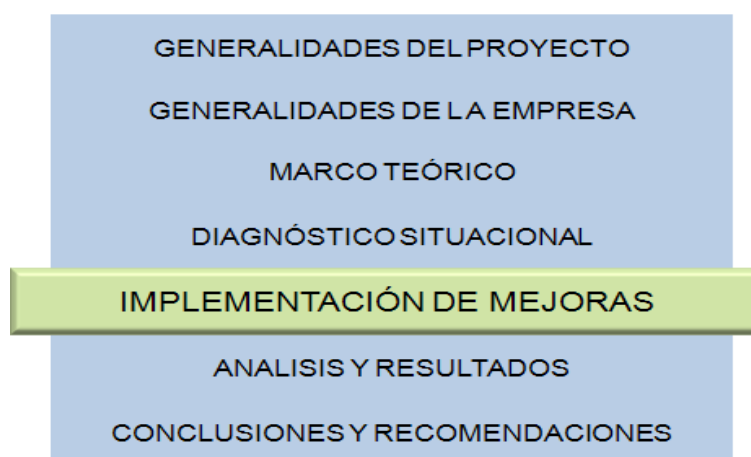 GENERALIDADES DEL PROYECTO
GENERALIDADES DE LA EMPRESA
MARCO TEÓRICO
DIAGNÓSTICO SITUACIONAL
IMPLEMENTACIÓN DE MEJORAS
ANALISIS Y RESULTADOS
CONCLUSIONES Y RECOMENDACIONES